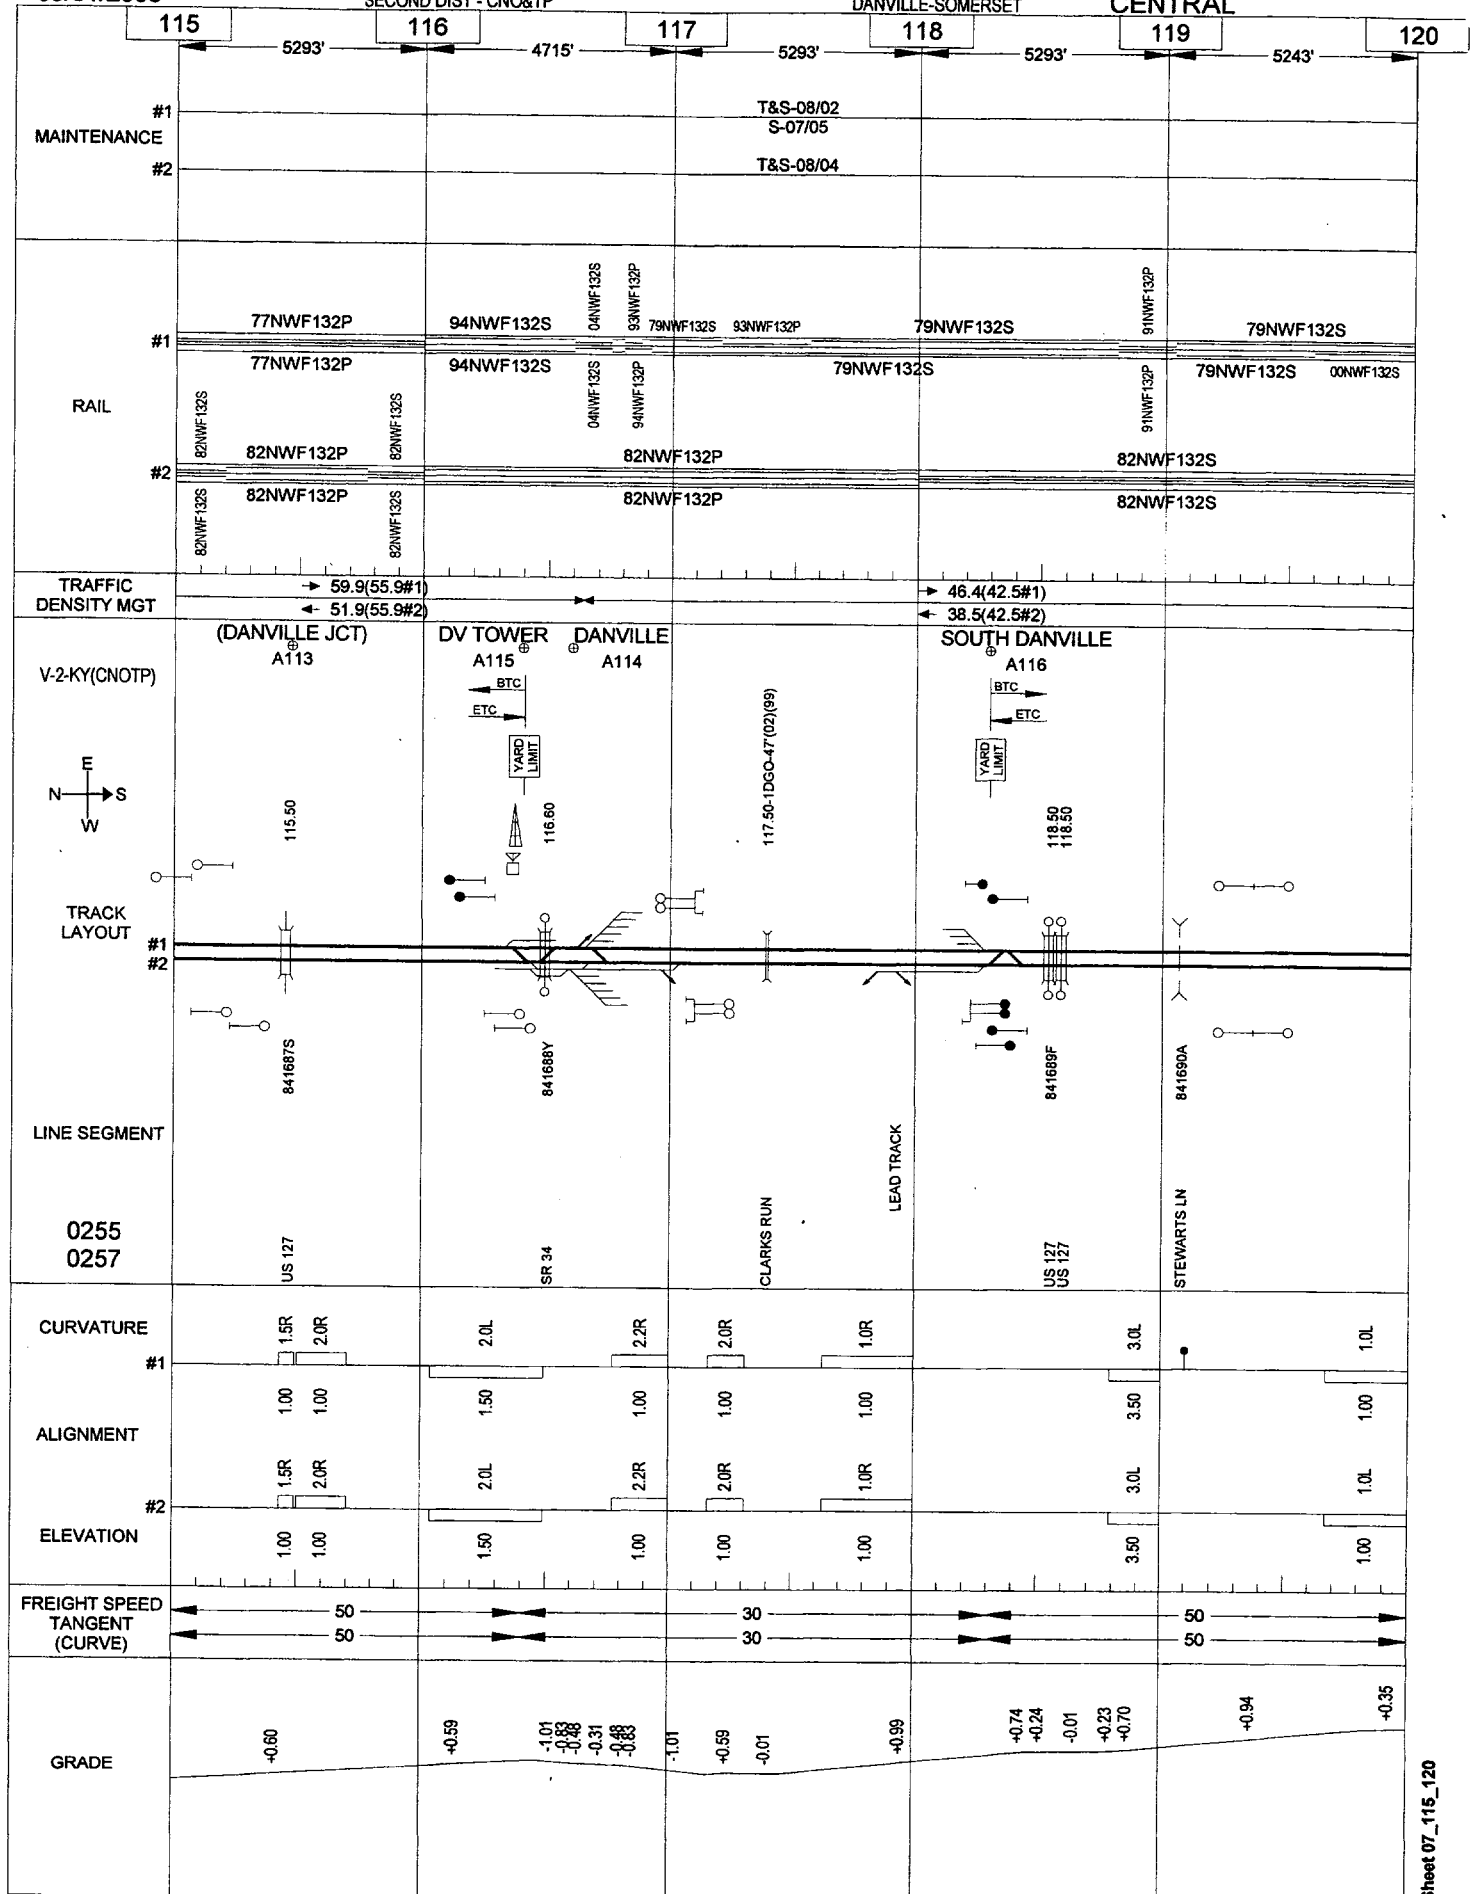 SECOND DIST - CNO&TP
DANVILLE-SOMERSET
CENTRAL
115 116 117 118 119 120
5293' 4715' 5293' 5293' 5243'
MAINTENANCE
#1 T&S-08/02
S-07/05
#2 T&S-08/04
RAIL
04NWF132S 93NWF132P 91NWF132P
77NWF132P 94NWF132S 79NWF132S 93NWF132P 79NWF132S 79NWF132S
#1
77NWF132P 94NWF132S 79NWF132S 79NWF132S 00NWF132S
04NWF132S 94NWF132P 91NWF132P
82NWF132S 82NWF132S
82NWF132P 82NWF132P 82NWF132S
#2
82NWF132P 82NWF132P 82NWF132S
82NWF132S 82NWF132S
TRAFFIC
DENSITY MGT
59.9(55.9#1) 46.4(42.5#1)
51.9(55.9#2) 38.5(42.5#2)
(DANVILLE JCT) DV TOWER DANVILLE SOUTH DANVILLE
A113 A115 A114 A116
V-2-KY(CNOTP)
BTC BTC
ETC ETC
YARD
LIMIT
YARD
LIMIT
E
N S
W
115.50 116.60 117.50-1DGO-47'(02)(99) 118.50
118.50
TRACK
LAYOUT
#1
#2
841687S 841688Y 841689F 841690A
LINE SEGMENT
LEAD TRACK
0255
0257
US 127 SR 34 CLARKS RUN US 127
US 127
STEWARTS LN
CURVATURE
#1
1.5R 2.0R 2.0L 2.2R 2.0R 1.0R 3.0L 1.0L
1.00 1.00 1.50 1.00 1.00 1.00 3.50 1.00
ALIGNMENT
#2
1.5R 2.0R 2.0L 2.2R 2.0R 1.0R 3.0L 1.0L
ELEVATION
1.00 1.00 1.50 1.00 1.00 1.00 3.50 1.00
FREIGHT SPEED
TANGENT
(CURVE)
50 30 50
50 30 50
GRADE
+0.60 +0.59 -1.01 -0.83 -0.48 -0.31 -0.48 -0.83 -1.01 +0.59 -0.01 +0.99 +0.74 +0.24 -0.01 +0.23 +0.70 +0.94 +0.35
Sheet 07_115_120